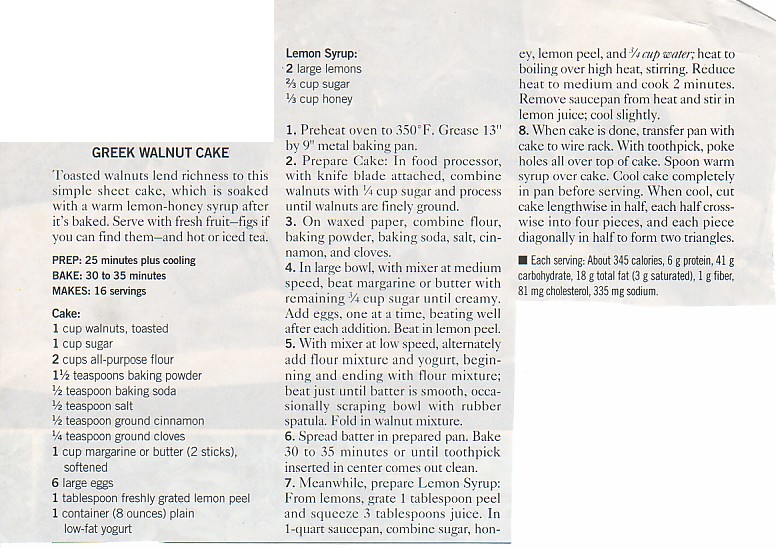 GREEK WALNUT CAKE
Toasted walnuts lend richness to this
simple sheet cake, which is soaked
with a warm lemon-honey syrup after
it's baked. Serve with fresh fruit—figs if
you can find them—and hot or iced tea.
PREP: 25 minutes plus cooling
BAKE: 30 to 35 minutes
MAKES: 16 servings
Cake:
1 cup walnuts, toasted
1 cup sugar
2 cups all-purpose flour
1½ teaspoons baking powder
½ teaspoon baking soda
½ teaspoon salt
½ teaspoon ground cinnamon
¼ teaspoon ground cloves
1 cup margarine or butter (2 sticks),
softened
6 large eggs
1 tablespoon freshly grated lemon peel
1 container (8 ounces) plain
low-fat yogurt
Lemon Syrup:
2 large lemons
⅔ cup sugar
⅓ cup honey
1. Preheat oven to 350°F. Grease 13"
by 9" metal baking pan.
2. Prepare Cake: In food processor,
with knife blade attached, combine
walnuts with ¼ cup sugar and process
until walnuts are finely ground.
3. On waxed paper, combine flour,
baking powder, baking soda, salt, cin-
namon, and cloves.
4. In large bowl, with mixer at medium
speed, beat margarine or butter with
remaining ¾ cup sugar until creamy.
Add eggs, one at a time, beating well
after each addition. Beat in lemon peel.
5. With mixer at low speed, alternately
add flour mixture and yogurt, begin-
ning and ending with flour mixture;
beat just until batter is smooth, occa-
sionally scraping bowl with rubber
spatula. Fold in walnut mixture.
6. Spread batter in prepared pan. Bake
30 to 35 minutes or until toothpick
inserted in center comes out clean.
7. Meanwhile, prepare Lemon Syrup:
From lemons, grate 1 tablespoon peel
and squeeze 3 tablespoons juice. In
1-quart saucepan, combine sugar, hon-
ey, lemon peel, and ¾ cup water; heat to
boiling over high heat, stirring. Reduce
heat to medium and cook 2 minutes.
Remove saucepan from heat and stir in
lemon juice; cool slightly.
8. When cake is done, transfer pan with
cake to wire rack. With toothpick, poke
holes all over top of cake. Spoon warm
syrup over cake. Cool cake completely
in pan before serving. When cool, cut
cake lengthwise in half, each half cross-
wise into four pieces, and each piece
diagonally in half to form two triangles.
■ Each serving: About 345 calories, 6 g protein, 41 g
carbohydrate, 18 g total fat (3 g saturated), 1 g fiber,
81 mg cholesterol, 335 mg sodium.